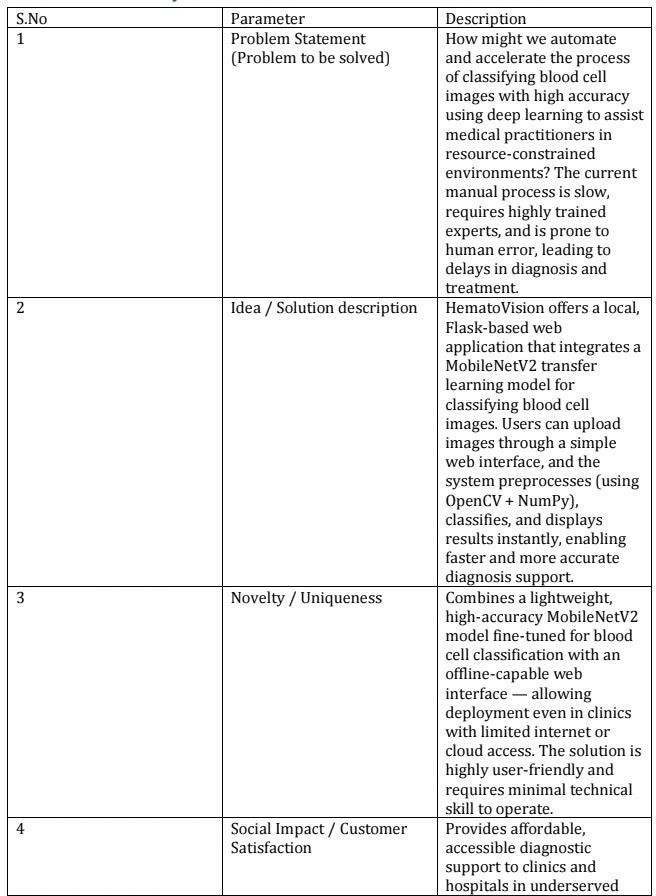 S.No Parameter Description
1 Problem Statement How might we automate
(Problem to be solved) and accelerate the process
of classifying blood cell
images with high accuracy
using deep learning to assist
medical practitioners in
resource-constrained
environments? The current
manual process is slow,
requires highly trained
experts, and is prone to
human error, leading to
delays in diagnosis and
treatment.
2 Idea / Solution description HematoVision offers a local,
Flask-based web
application that integrates a
MobileNetV2 transfer
learning model for
classifying blood cell
images. Users can upload
images through a simple
web interface, and the
system preprocesses (using
OpenCV + NumPy),
classifies, and displays
results instantly, enabling
faster and more accurate
diagnosis support.
3 Novelty / Uniqueness Combines a lightweight,
high-accuracy MobileNetV2
model fine-tuned for blood
cell classification with an
offline-capable web
interface — allowing
deployment even in clinics
with limited internet or
cloud access. The solution is
highly user-friendly and
requires minimal technical
skill to operate.
4 Social Impact / Customer Provides affordable,
Satisfaction accessible diagnostic
support to clinics and
hospitals in underserved